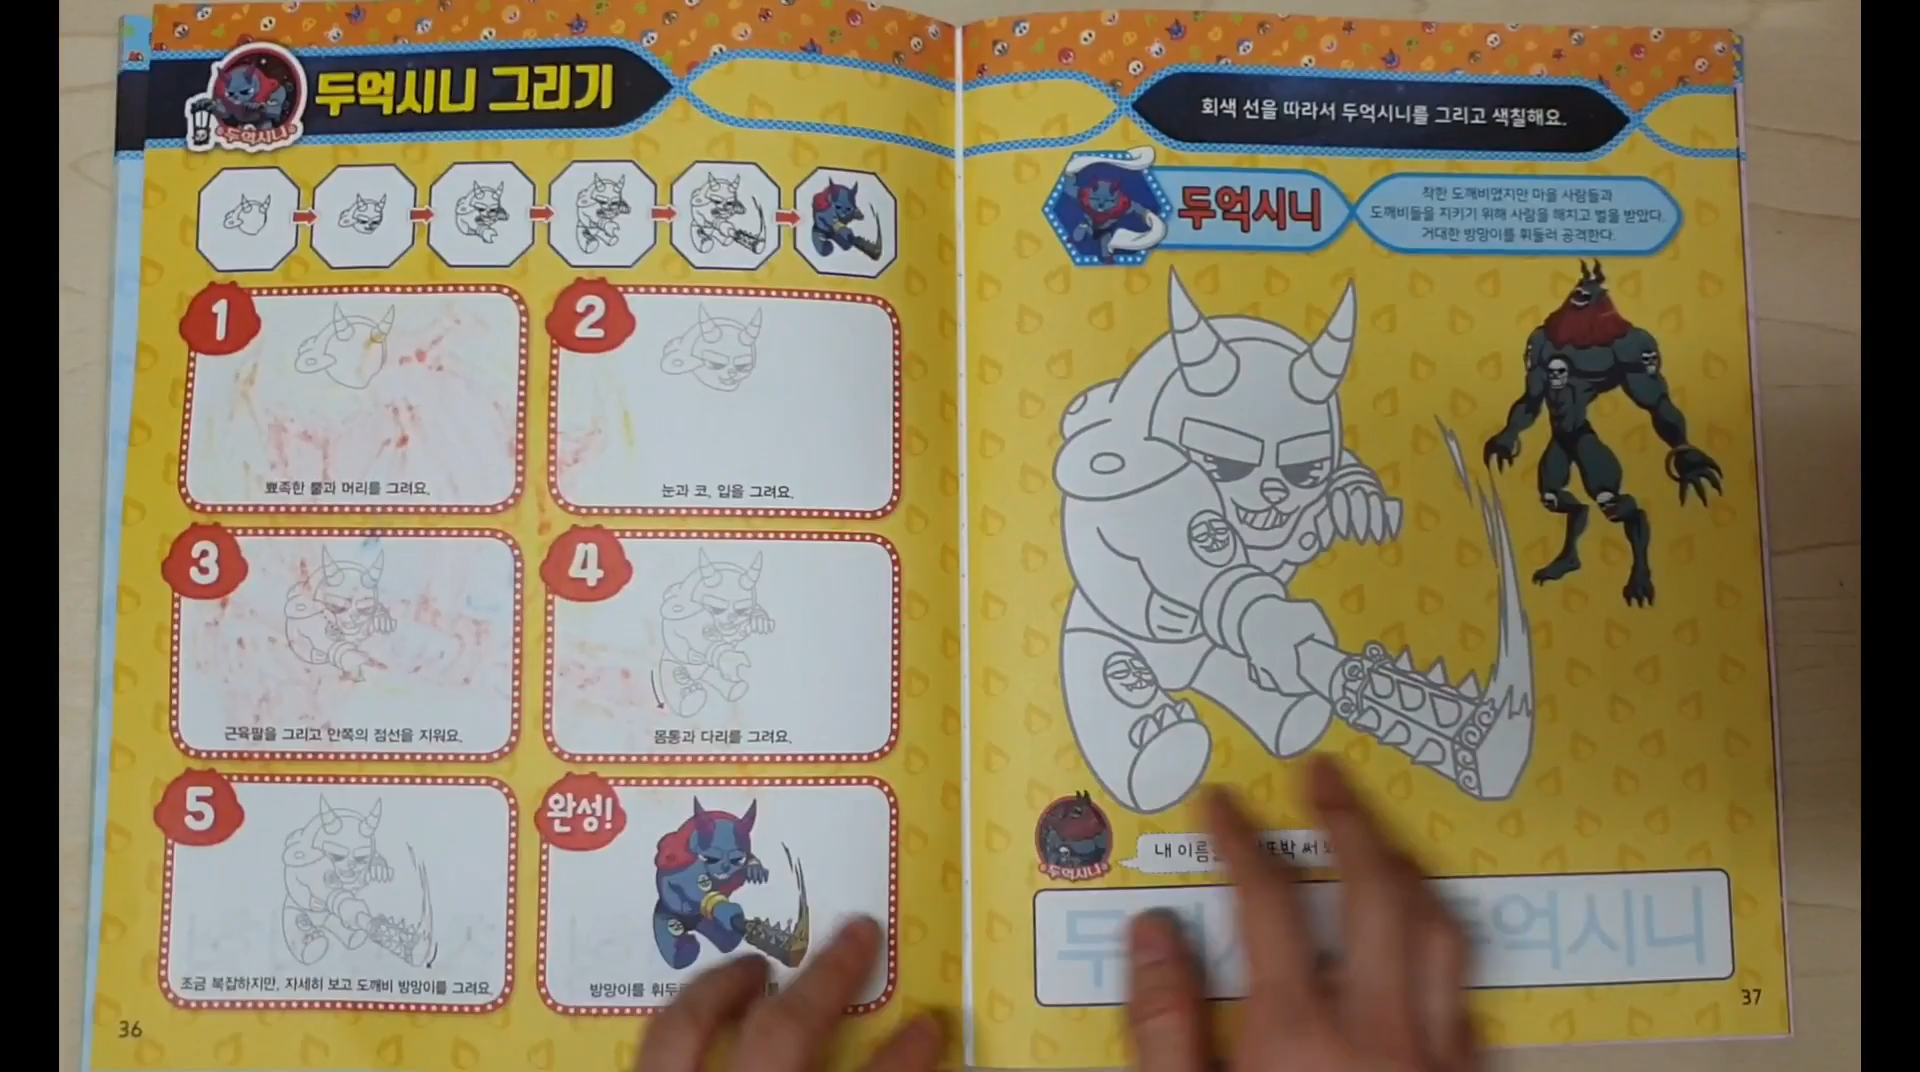 두억시니
두억시니 그리기
1
뾰족한 뿔과 머리를 그려요.
2
눈과 코, 입을 그려요.
3
근육팔을 그리고 안쪽의 점선을 지워요.
4
몸통과 다리를 그려요.
5
조금 복잡하지만, 자세히 보고 도깨비 방망이를 그려요.
완성!
방망이를
36
회색 선을 따라서 두억시니를 그리고 색칠해요.
두억시니
착한 도깨비였지만 마을 사람들과
도깨비들을 지키기 위해 사람을 해치고 벌을 받았다.
거대한 방망이를 휘둘러 공격한다.
두억시니
내 이름 써
두 두억시니
37